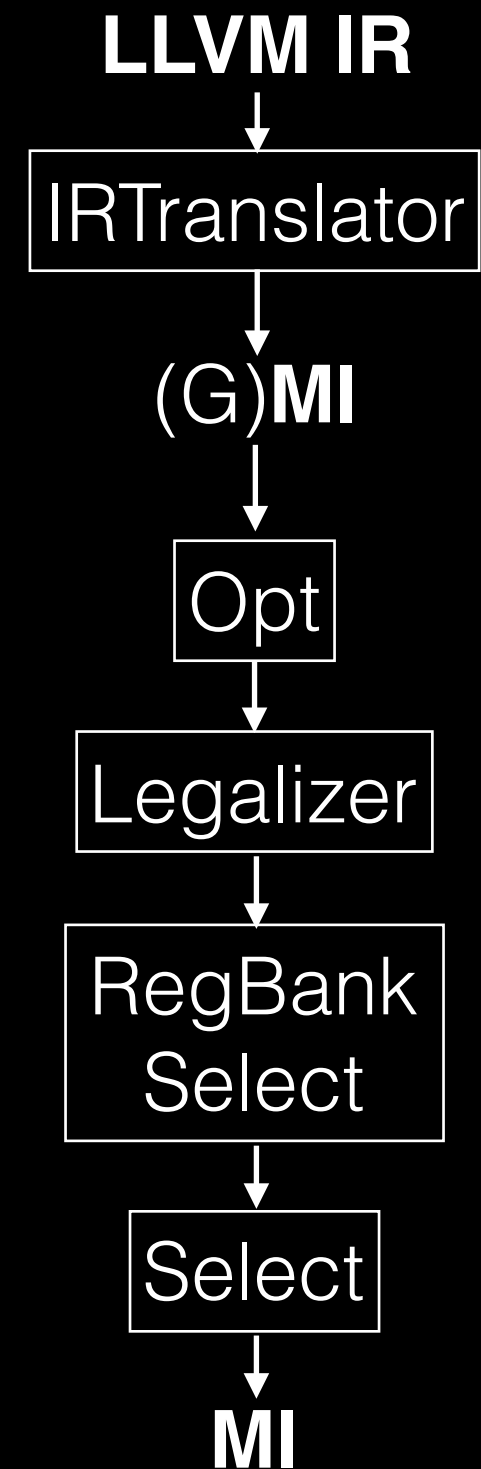 LLVM IR
IRTranslator
(G)MI
Opt
Legalizer
RegBank
Select
Select
MI